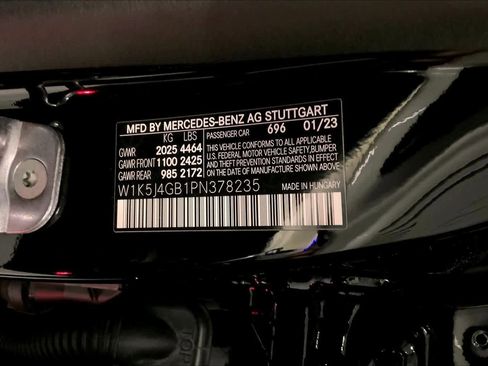 MFD BY MERCEDES-BENZ AG STUTTGART
KG LBS PASSENGER CAR 696 01/23
GVWR 2025 4464
GAWR FRONT 1100 2425
GAWR REAR 985 2172
THIS VEHICLE CONFORMS TO ALL APPLICABLE
U.S. FEDERAL MOTOR VEHICLE SAFETY, BUMPER
AND THEFT PREVENTION STANDARDS IN EFFECT
ON THE DATE OF MANUFACTURE SHOWN ABOVE
W1K5J4GB1PN378235 MADE IN HUNGARY
TOP